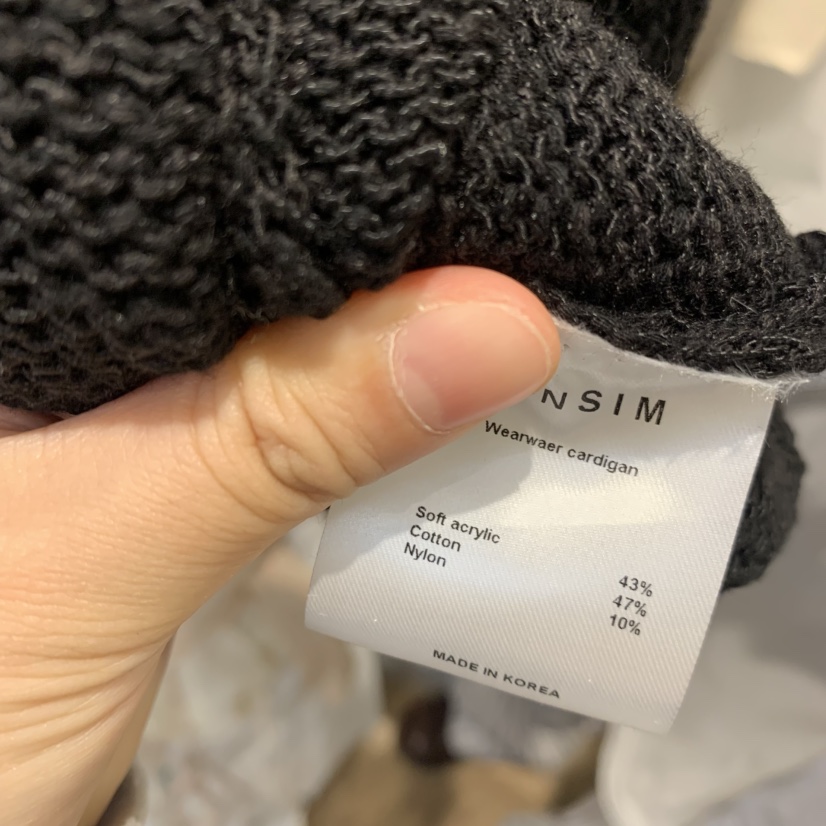 NSIM
Wearwaer cardigan
Soft acrylic 43%
Cotton 47%
Nylon 10%
MADE IN KOREA